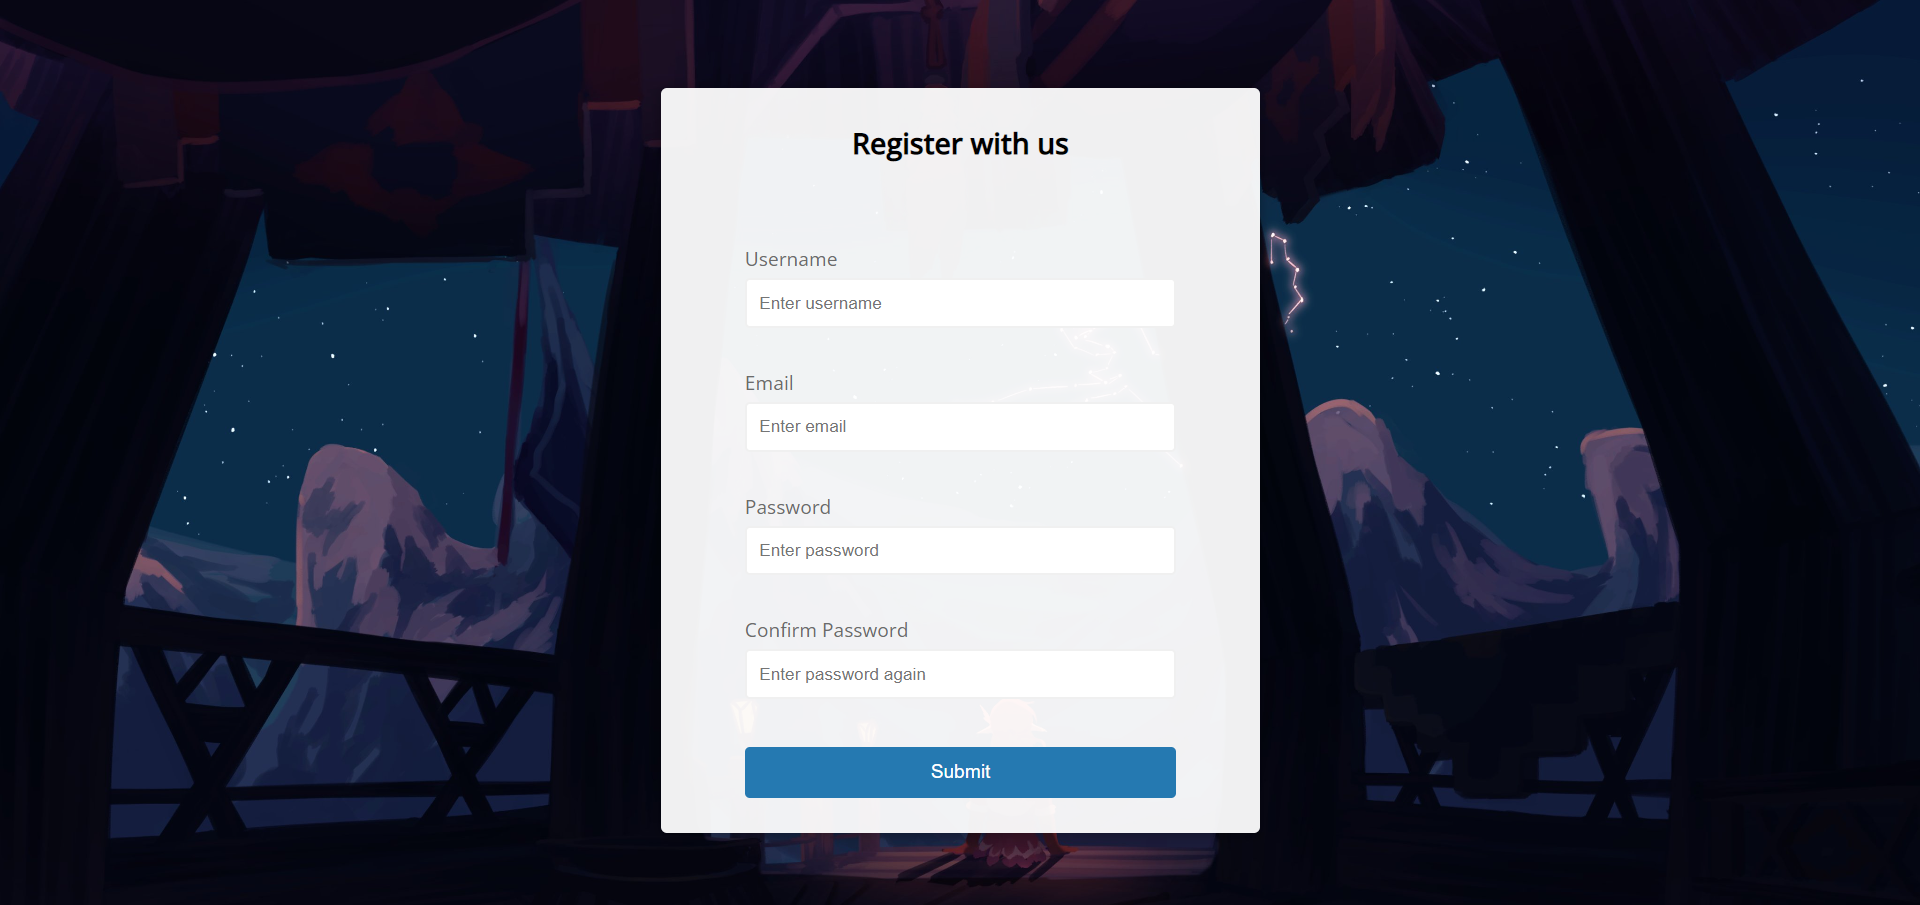 Register with us
Username
Enter username
Email
Enter email
Password
Enter password
Confirm Password
Enter password again
Submit